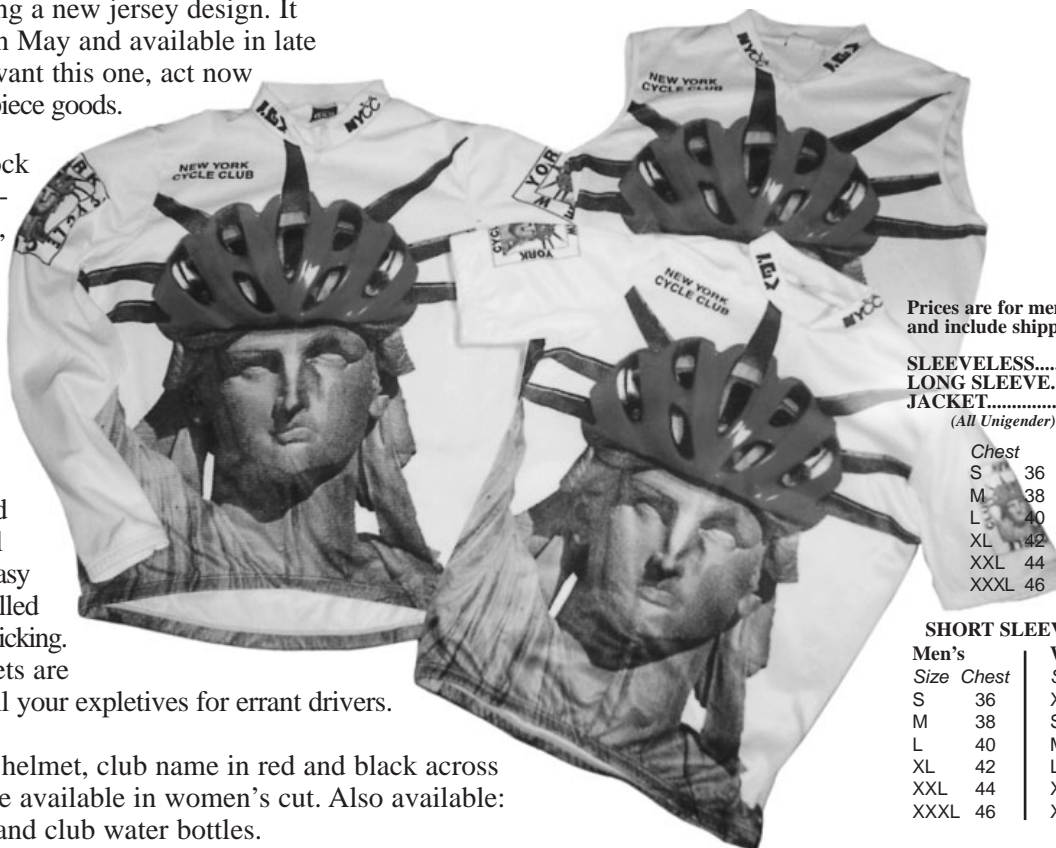 ng a new jersey design. It
n May and available in late
want this one, act now
piece goods.
ock
-
,
d
l
asy
lled
icking.
ets are
ll your expletives for errant drivers.
helmet, club name in red and black across
e available in women's cut. Also available:
and club water bottles.
NEW YORK
CYCLE CLUB
NYCC
NEW YORK
CYCLE CLUB
NYCC
YORK
NEW YORK
CYCLE CLUB
NYCC
YORK
Prices are for me
and include shipp
SLEEVELESS.....
LONG SLEEVE.
JACKET..............
(All Unigender)
Chest
S 36
M 38
L 40
XL 42
XXL 44
XXXL 46
SHORT SLEEV
Men's
Size Chest
S 36
M 38
L 40
XL 42
XXL 44
XXXL 46